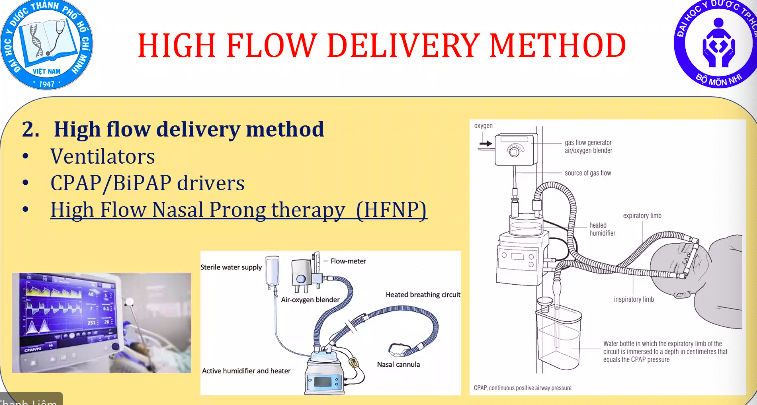 ĐẠI HỌC Y DƯỢC THÀNH PHỐ HỒ CHÍ MINH
VIỆT NAM
1947
HIGH FLOW DELIVERY METHOD
ĐẠI HỌC Y DƯỢC TP.HCM
BỘ MÔN NHI
2. High flow delivery method
• Ventilators
• CPAP/BiPAP drivers
• High Flow Nasal Prong therapy (HFNP)
Sterile water supply
Flow-meter
Air-oxygen blender
Heated breathing circuit
Active humidifier and heater
Nasal cannula
oxygen
gas flow generator
air/oxygen blender
source of gas flow
expiratory limb
heated
humidifier
inspiratory limb
Water bottle in which the expiratory limb of the
circuit is immersed to a depth in centimetres that
equals the CPAP pressure
CPAP, continuous positive airway pressure
Thanh Liêm